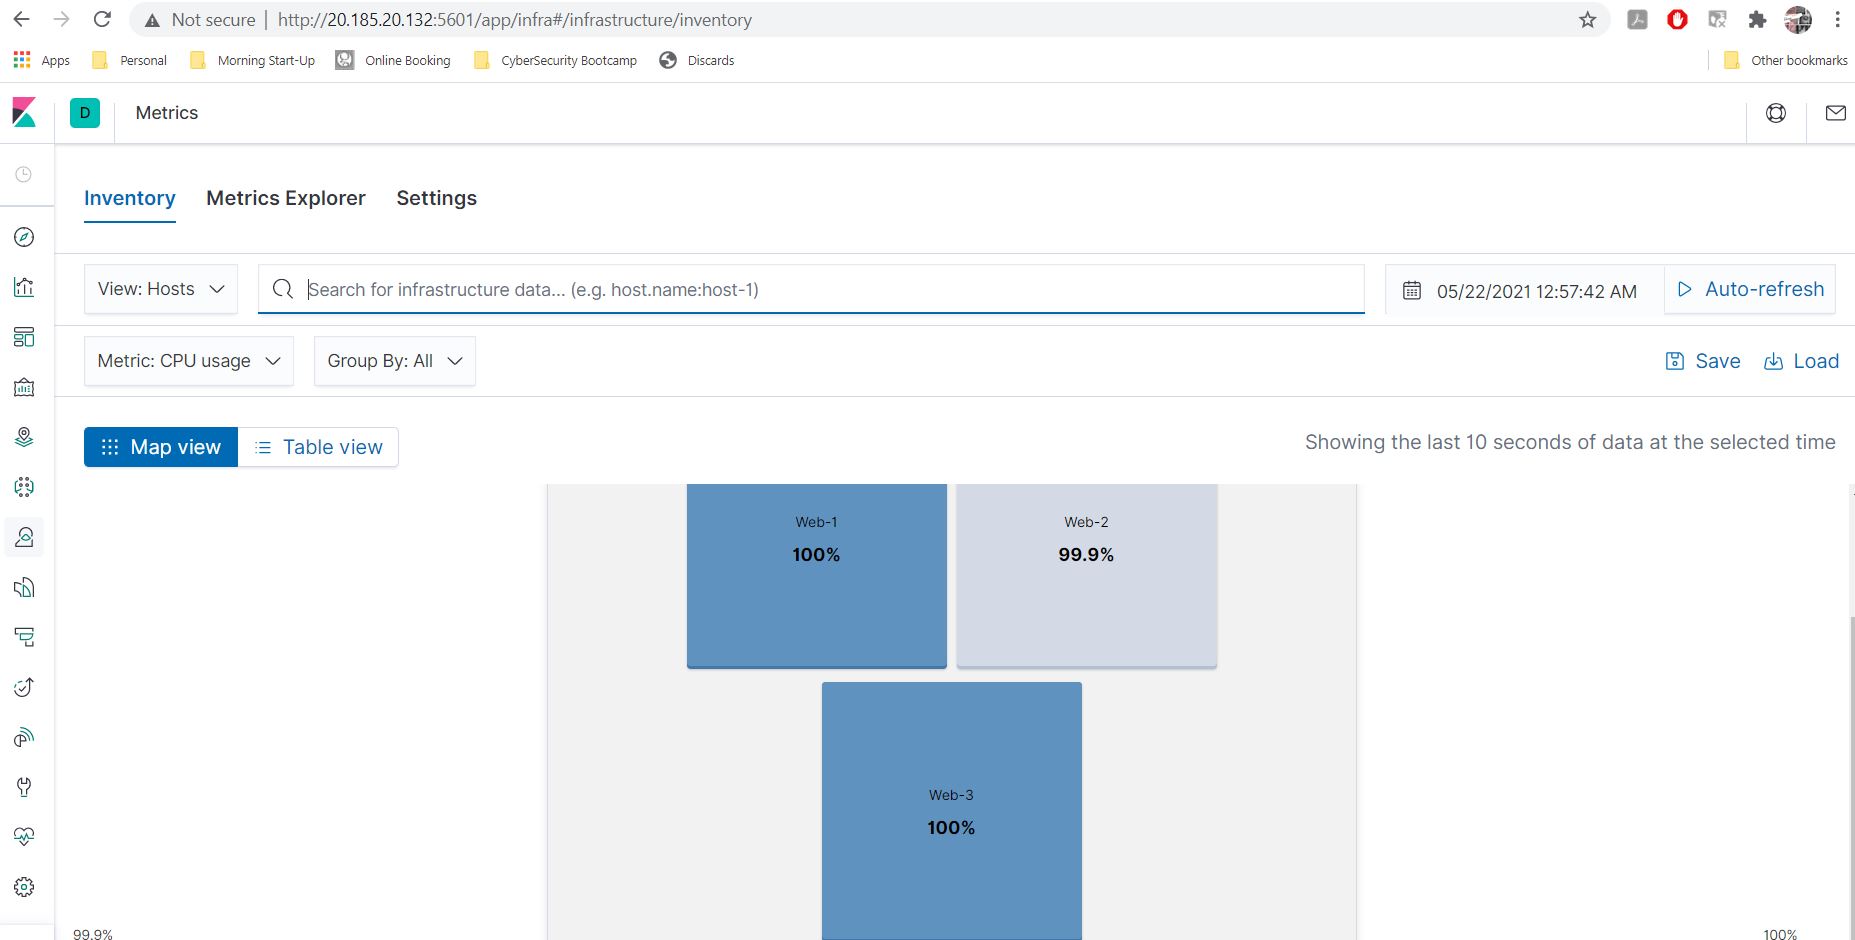 Not secure | http://20.185.20.132:5601/app/infra#/infrastructure/inventory
Apps Personal Morning Start-Up Online Booking CyberSecurity Bootcamp Discards Other bookmarks
D Metrics
Inventory Metrics Explorer Settings
View: Hosts Search for infrastructure data... (e.g. host.name:host-1) 05/22/2021 12:57:42 AM Auto-refresh
Metric: CPU usage Group By: All Save Load
Map view Table view Showing the last 10 seconds of data at the selected time
Web-1 Web-2
100% 99.9%
Web-3
100%
99.9% 100%